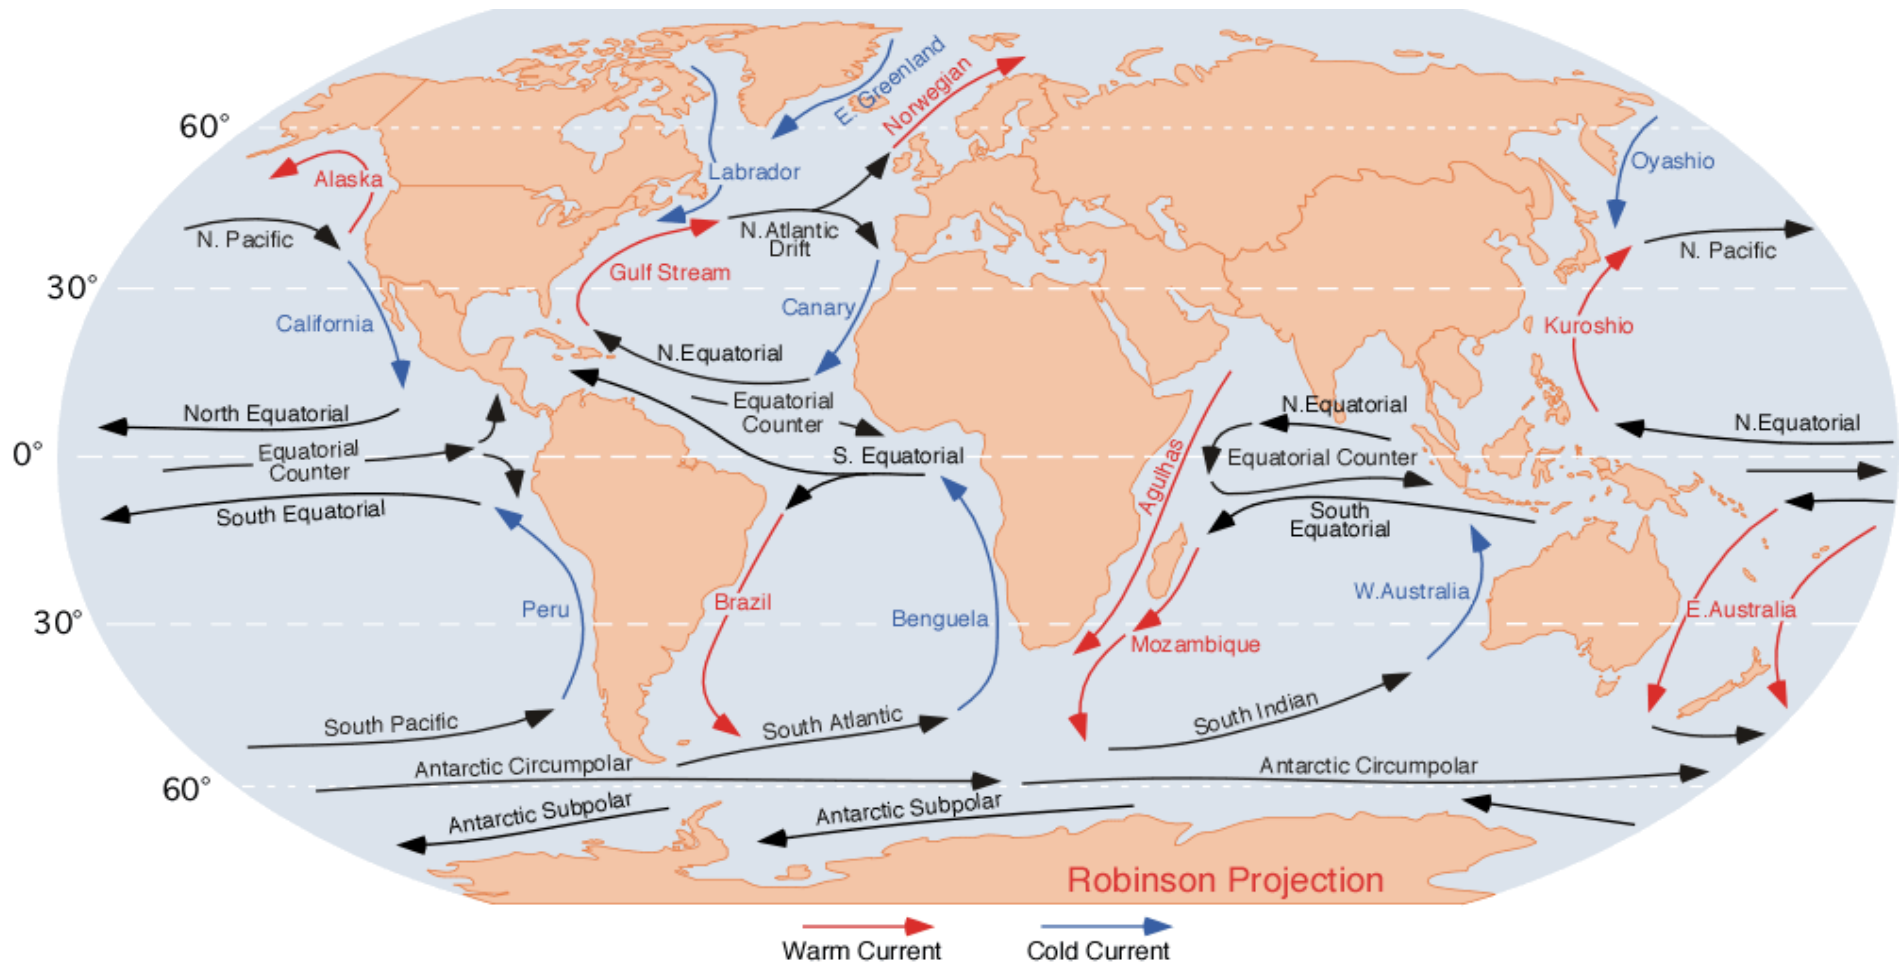 E. Greenland
Norwegian
60°
Labrador
Oyashio
Alaska
N. Pacific
N.Atlantic
Drift
N. Pacific
Gulf Stream
30°
California
Canary
Kuroshio
N.Equatorial
North Equatorial
Equatorial
Counter
N.Equatorial
N.Equatorial
0°
Equatorial
Counter
S. Equatorial
Equatorial Counter
Agulhas
South Equatorial
South
Equatorial
Peru
Brazil
Benguela
W.Australia
E.Australia
30°
Mozambique
South Pacific
South Atlantic
South Indian
Antarctic Circumpolar
Antarctic Circumpolar
60°
Antarctic Subpolar
Antarctic Subpolar
Robinson Projection
Warm Current
Cold Current